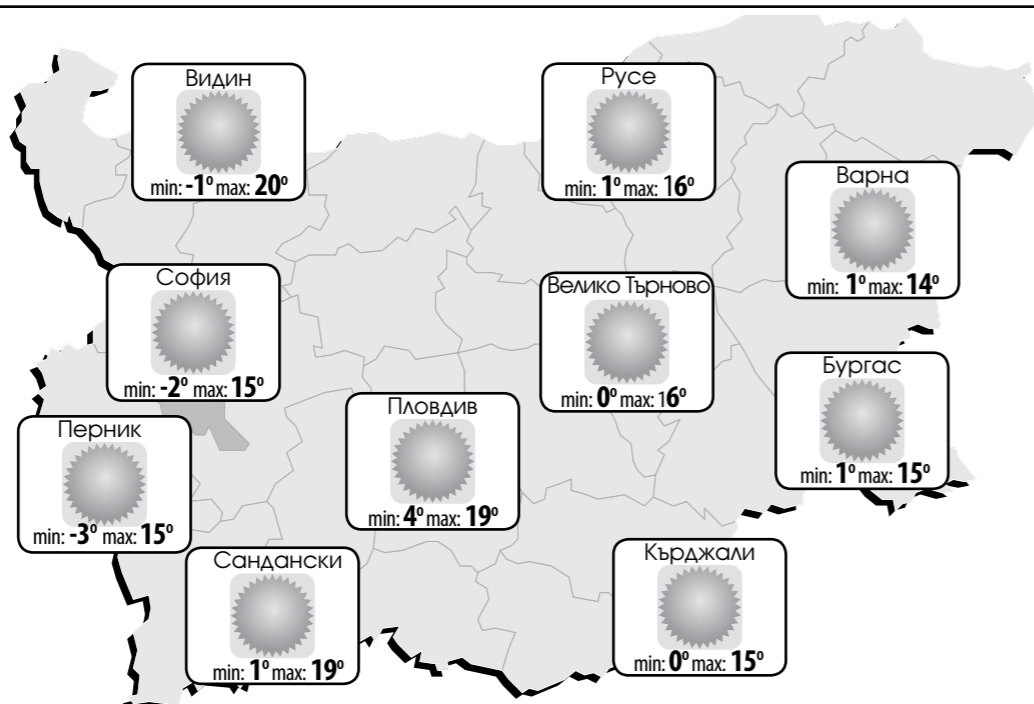 Видин
min: -1° max: 20°
Русе
min: 1° max: 16°
Варна
min: 1° max: 14°
София
min: -2° max: 15°
Велико Търново
min: 0° max: 16°
Бургас
min: 1° max: 15°
Пловдив
min: 4° max: 19°
Перник
min: -3° max: 15°
Сандански
min: 1° max: 19°
Кърджали
min: 0° max: 15°